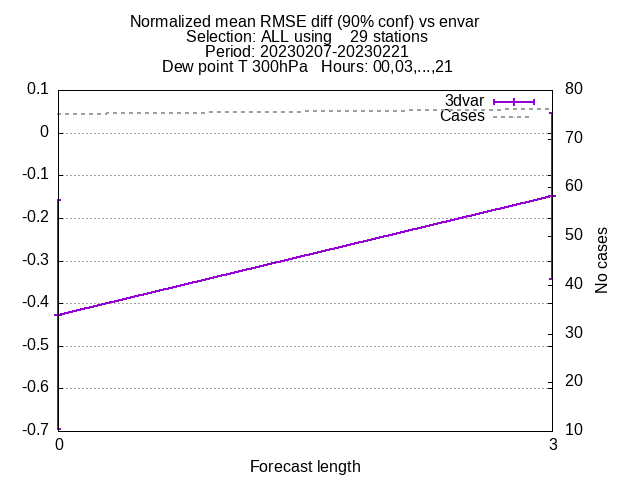 Normalized mean RMSE diff (90% conf) vs envar
Selection: ALL using    29 stations
Period: 20230207-20230221
Dew point T 300hPa   Hours: 00,03,...,21
0.1
0
-0.1
-0.2
-0.3
-0.4
-0.5
-0.6
-0.7
3dvar
Cases
80
70
60
50
40
30
20
10
No cases
0
3
Forecast length